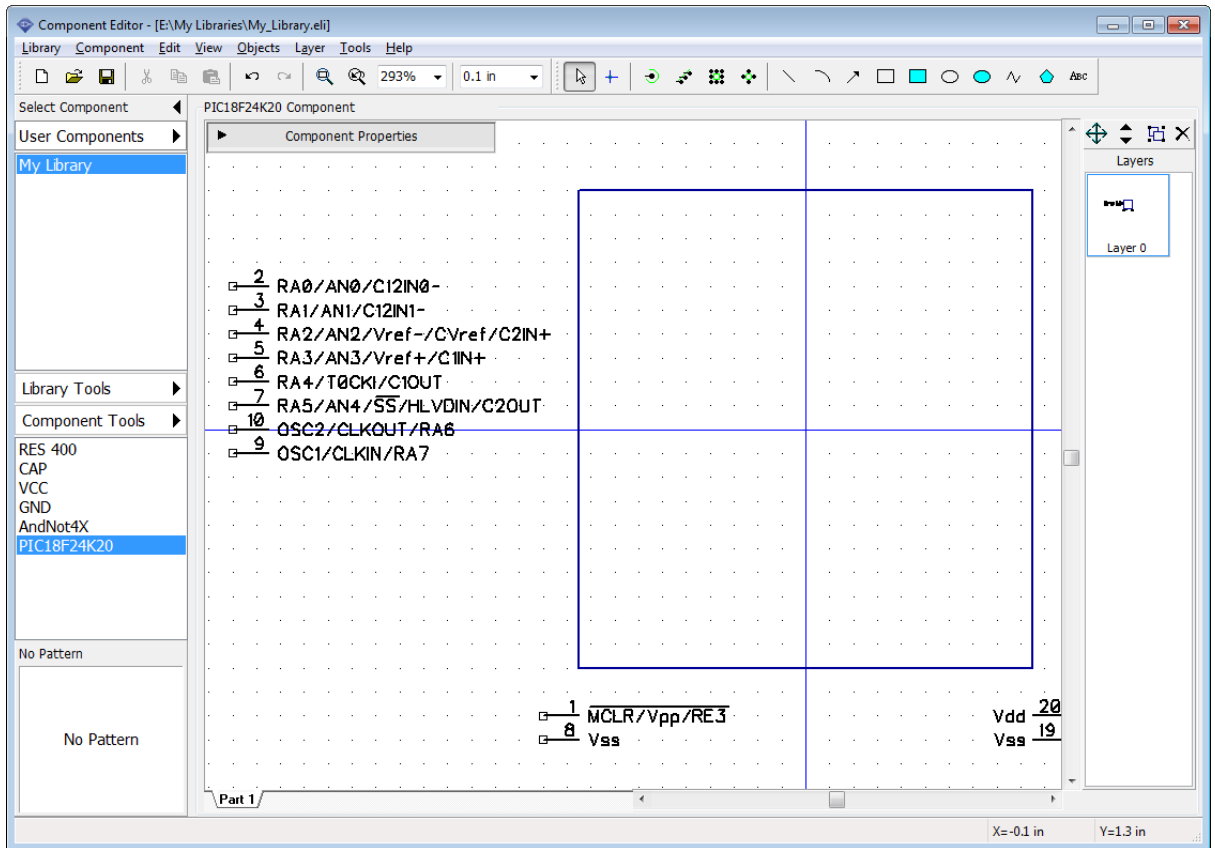 Component Editor - [E:\My Libraries\My_Library.eli]
Library Component Edit View Objects Layer Tools Help
293% 0.1 in ABC
Select Component
User Components
My Library
Library Tools
Component Tools
RES 400
CAP
VCC
GND
AndNot4X
PIC18F24K20
No Pattern
No Pattern
PIC18F24K20 Component
Component Properties
2 RA0/AN0/C12IN0-
3 RA1/AN1/C12IN1-
4 RA2/AN2/Vref-/CVref/C2IN+
5 RA3/AN3/Vref+/C1IN+
6 RA4/T0CKI/C1OUT
7 RA5/AN4/SS/HLVDIN/C2OUT
10 OSC2/CLKOUT/RA6
9 OSC1/CLKIN/RA7
1 MCLR/Vpp/RE3
8 Vss
Vdd 20
Vss 19
Part 1
Layers
Layer 0
X=-0.1 in Y=1.3 in